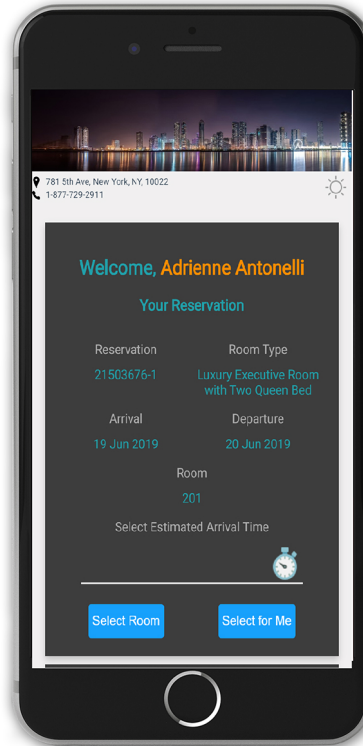 781 5th Ave, New York, NY, 10022
1-877-729-2911
Welcome, Adrienne Antonelli
Your Reservation
Reservation
Room Type
21503676-1
Luxury Executive Room
with Two Queen Bed
Arrival
Departure
19 Jun 2019
20 Jun 2019
Room
201
Select Estimated Arrival Time
Select Room
Select for Me